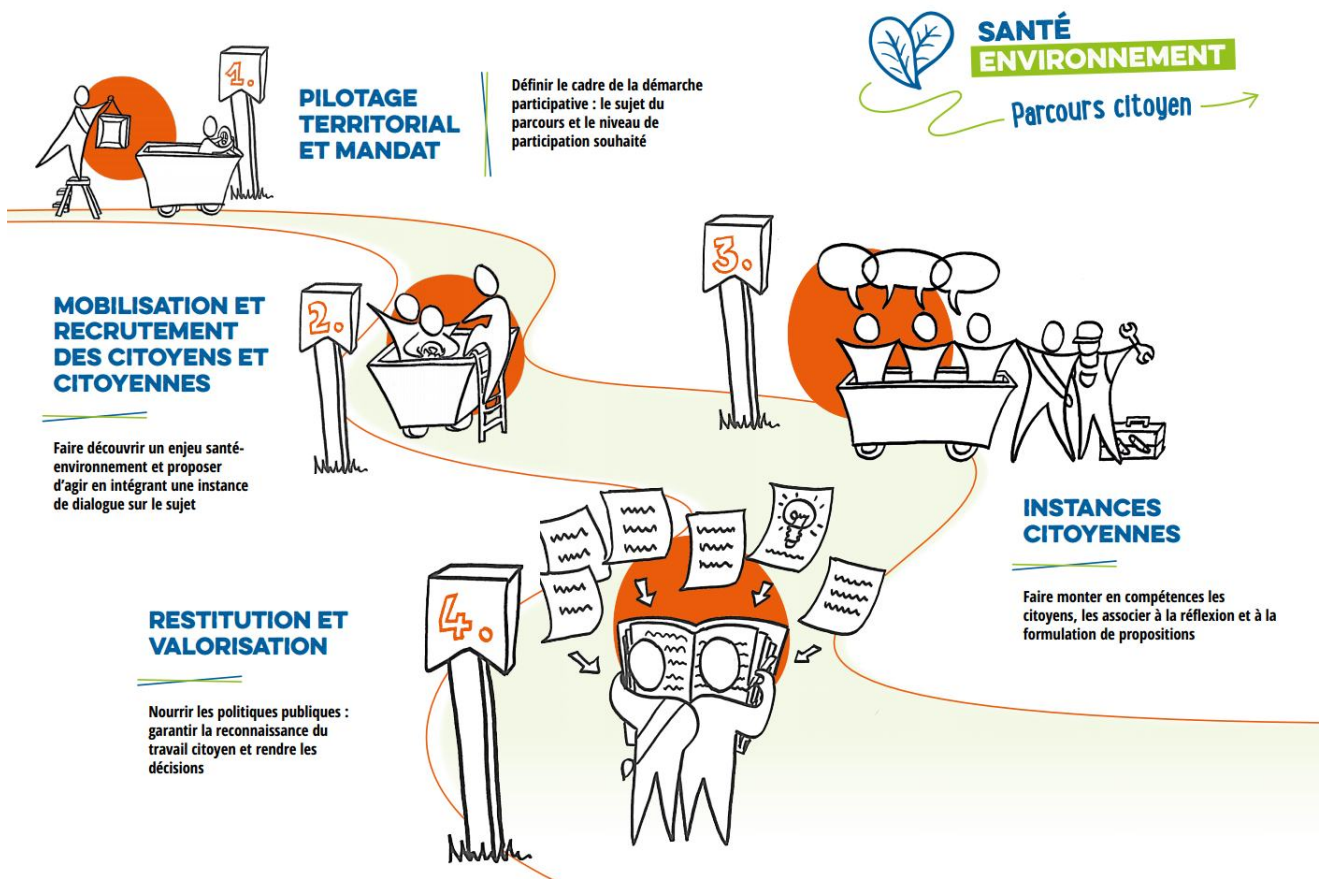 SANTÉ
ENVIRONNEMENT
Parcours citoyen
1.
PILOTAGE
TERRITORIAL
ET MANDAT
Définir le cadre de la démarche
participative : le sujet du
parcours et le niveau de
participation souhaité
2.
MOBILISATION ET
RECRUTEMENT
DES CITOYENS ET
CITOYENNES
Faire découvrir un enjeu santé-
environnement et proposer
d'agir en intégrant une instance
de dialogue sur le sujet
3.
INSTANCES
CITOYENNES
Faire monter en compétences les
citoyens, les associer à la réflexion et à la
formulation de propositions
4.
RESTITUTION ET
VALORISATION
Nourrir les politiques publiques :
garantir la reconnaissance du
travail citoyen et rendre les
décisions